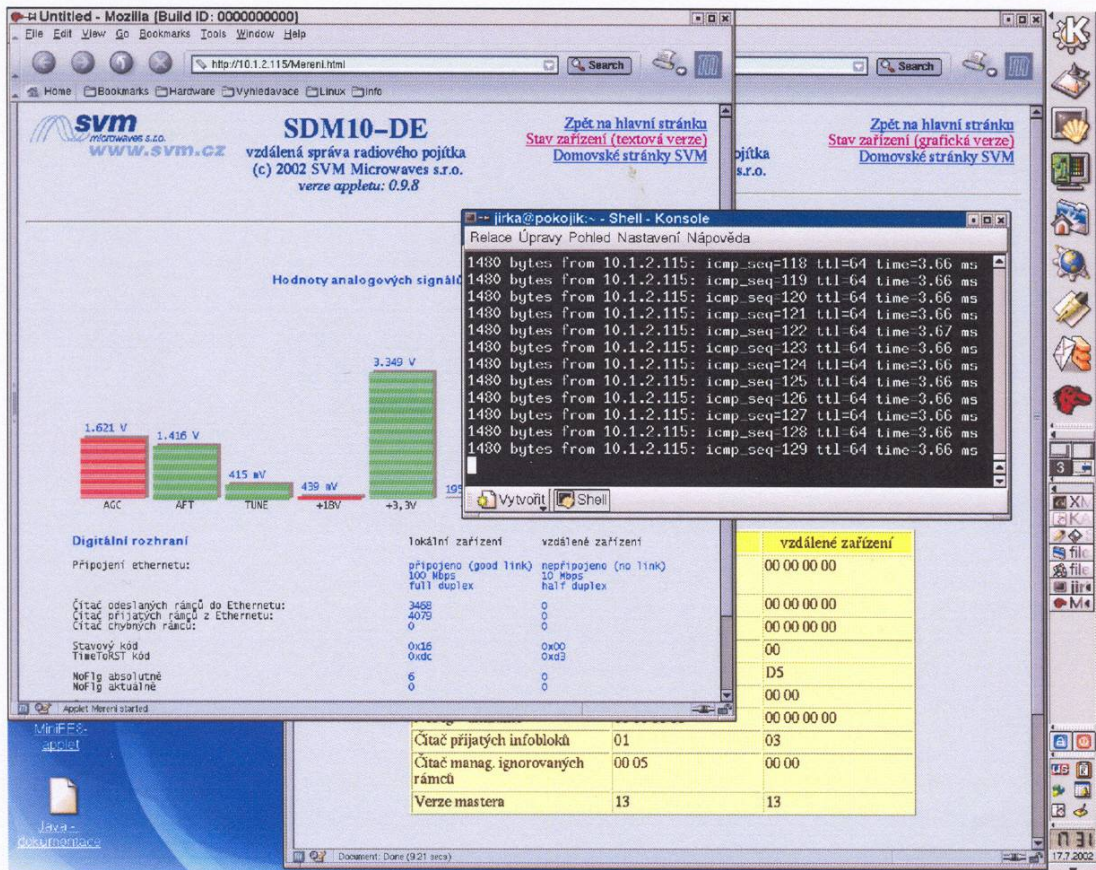 Untitled - Mozilla {Build ID: 0000000000}
File Edit View Go Bookmarks Tools Window Help
http://10.1.2.115/Mereni.html
Search
Search
Home Bookmarks Hardware Vyhledavace Linux Info
svm
microwaves s.r.o.
www.svm.cz
SDM10-DE
vzdálená správa radiového pojítka
(c) 2002 SVM Microwaves s.r.o.
verze appletu: 0.9.8
Zpět na hlavní stránku
Stav zařízení (textová verze)
Domovské stránky SVM
pojítka
s.r.o.
Zpět na hlavní stránku
Stav zařízení (grafická verze)
Domovské stránky SVM
jirka@pokojik:~ - Shell - Konsole
Relace Úpravy Pohled Nastavení Nápověda
1480 bytes from 10.1.2.115: icmp_seq=118 ttl=64 time=3.66 ms
1480 bytes from 10.1.2.115: icmp_seq=119 ttl=64 time=3.66 ms
1480 bytes from 10.1.2.115: icmp_seq=120 ttl=64 time=3.66 ms
1480 bytes from 10.1.2.115: icmp_seq=121 ttl=64 time=3.66 ms
1480 bytes from 10.1.2.115: icmp_seq=122 ttl=64 time=3.67 ms
1480 bytes from 10.1.2.115: icmp_seq=123 ttl=64 time=3.66 ms
1480 bytes from 10.1.2.115: icmp_seq=124 ttl=64 time=3.66 ms
1480 bytes from 10.1.2.115: icmp_seq=125 ttl=64 time=3.66 ms
1480 bytes from 10.1.2.115: icmp_seq=126 ttl=64 time=3.66 ms
1480 bytes from 10.1.2.115: icmp_seq=127 ttl=64 time=3.66 ms
1480 bytes from 10.1.2.115: icmp_seq=128 ttl=64 time=3.66 ms
1480 bytes from 10.1.2.115: icmp_seq=129 ttl=64 time=3.66 ms
Vytvořit Shell
Hodnoty analogových signálů
1.621 V 1.416 V 415 mV 439 mV 3.349 V 195
AGC AFT TUNE +18V +3,3V
Digitální rozhraní lokální zařízení vzdálené zařízení
Připojení ethernetu: připojeno (good link) nepřipojeno (no link)
100 Mbps 10 Mbps
full duplex half duplex
Čítač odeslaných rámců do Ethernetu: 3468 0
Čítač přijatých rámců z Ethernetu: 4079 0
Čítač chybných rámců: 0 0
Stavový kód 0x16 0x00
TimeToRST kód 0xdc 0xd3
NoFlg absolutně 6 0
NoFlg aktuálně 0 0
Applet Mereni started
vzdálené zařízení
00 00 00 00
00 00 00 00
00 00 00 00
00
D5
00 00
00 00 00 00
Čítač přijatých infobloků 01 03
Čítač manag. ignorovaných rámců 00 05 00 00
Verze mastera 13 13
Document: Done (9.21 secs)
MiniFES-
applet
Java -
dokumentace
3
XM
KA
file
file
jirk
M
US
17.7.2002